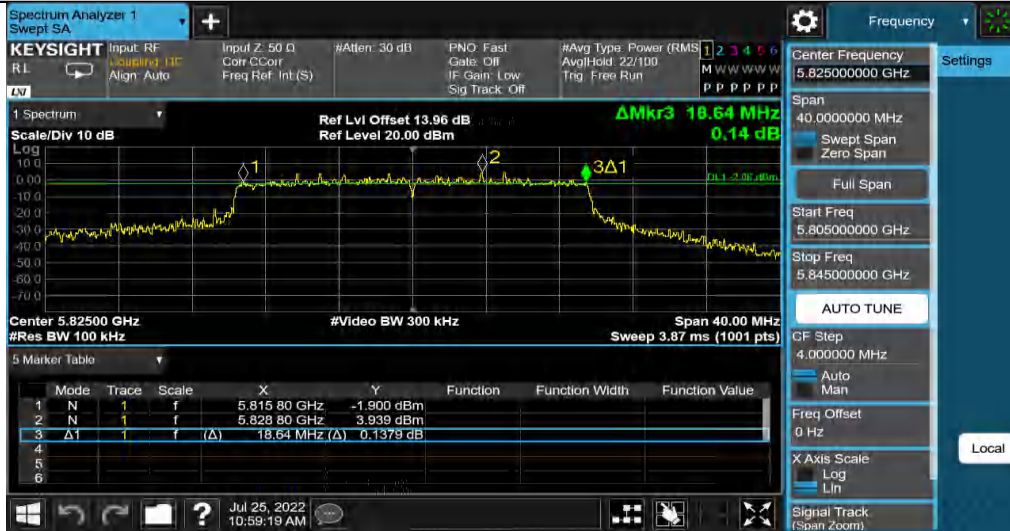 Spectrum Analyzer 1
Swept SA
+
Frequency
KEYSIGHT
RL
LXI
Input: RF
Coupling: DC
Align: Auto
Input Z: 50 Ω
Corr CCorr
Freq Ref: Int (S)
#Atten: 30 dB
PNO: Fast
Gate: Off
IF Gain: Low
Sig Track: Off
#Avg Type: Power (RMS
Avg|Hold: 22/100
Trig: Free Run
1 2 3 4 5 6
M W W W W W
P P P P P P
Center Frequency
5.825000000 GHz
Settings
Span
40.0000000 MHz
Swept Span
Zero Span
Full Span
Start Freq
5.805000000 GHz
Stop Freq
5.845000000 GHz
AUTO TUNE
CF Step
4.000000 MHz
Auto
Man
Freq Offset
0 Hz
X Axis Scale
Log
Lin
Signal Track
(Span Zoom)
Local
1 Spectrum
Scale/Div 10 dB
Ref Lvl Offset 13.96 dB
Ref Level 20.00 dBm
ΔMkr3 18.64 MHz
0.14 dB
Log
10.0
0.00
-10.0
-20.0
-30.0
-40.0
-50.0
-60.0
-70.0
1
2
3Δ1
DL1 -2.06 dBm
Center 5.82500 GHz
#Video BW 300 kHz
Span 40.00 MHz
#Res BW 100 kHz
Sweep 3.87 ms (1001 pts)
5 Marker Table
Mode Trace Scale X Y Function Function Width Function Value
1 N 1 f 5.815 80 GHz -1.900 dBm
2 N 1 f 5.828 80 GHz 3.939 dBm
3 Δ1 1 f (Δ) 18.64 MHz (Δ) 0.1379 dB
4
5
6
?
Jul 25, 2022
10:59:19 AM